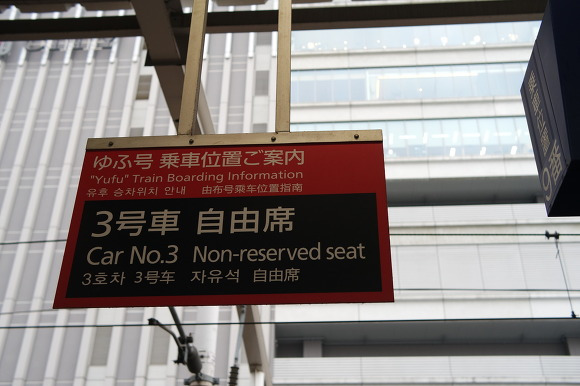 ゆふ号 乗車位置ご案内
"Yufu" Train Boarding Information
유후 승차위치 안내 由布号乘车位置指南
3号車 自由席
Car No.3 Non-reserved seat
3호차 3号车 자유석 自由席